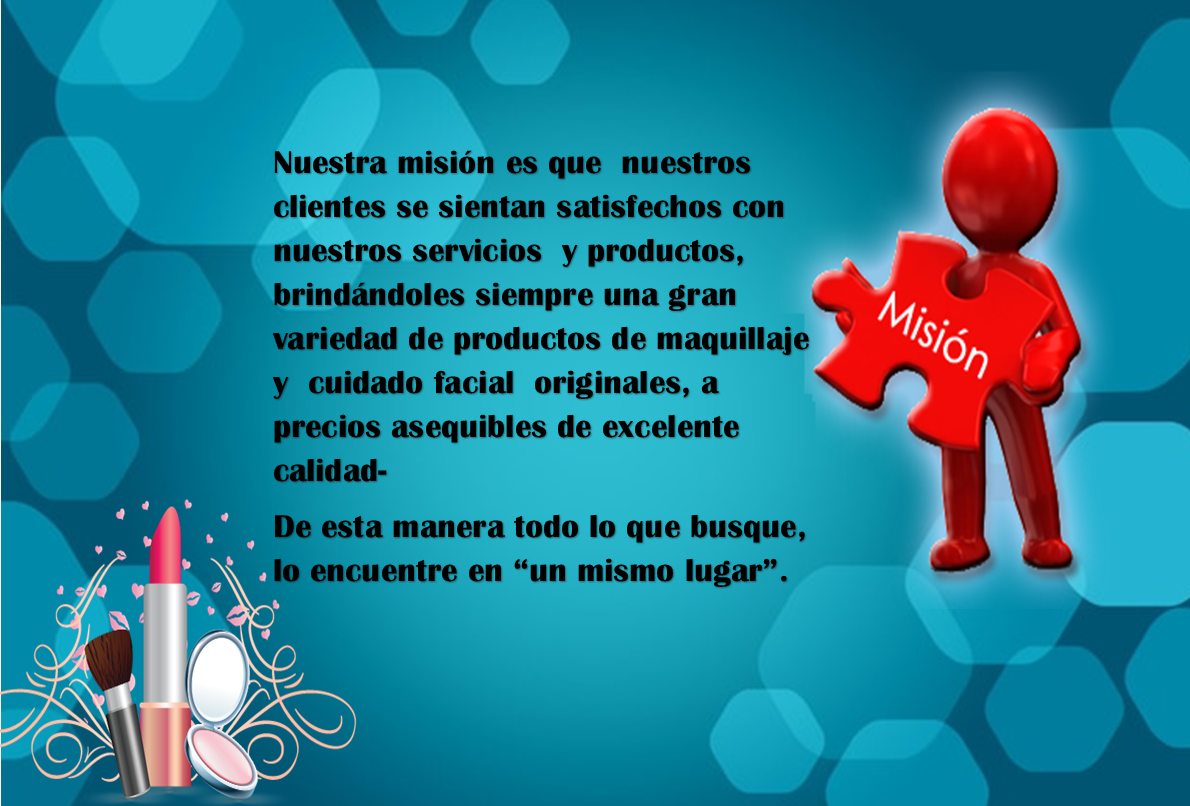 Nuestra misión es que  nuestros
clientes se sientan satisfechos con
nuestros servicios  y productos,
brindándoles siempre una gran
variedad de productos de maquillaje
y  cuidado facial  originales, a
precios asequibles de excelente
calidad-
De esta manera todo lo que busque,
lo encuentre en “un mismo lugar”.
Misión